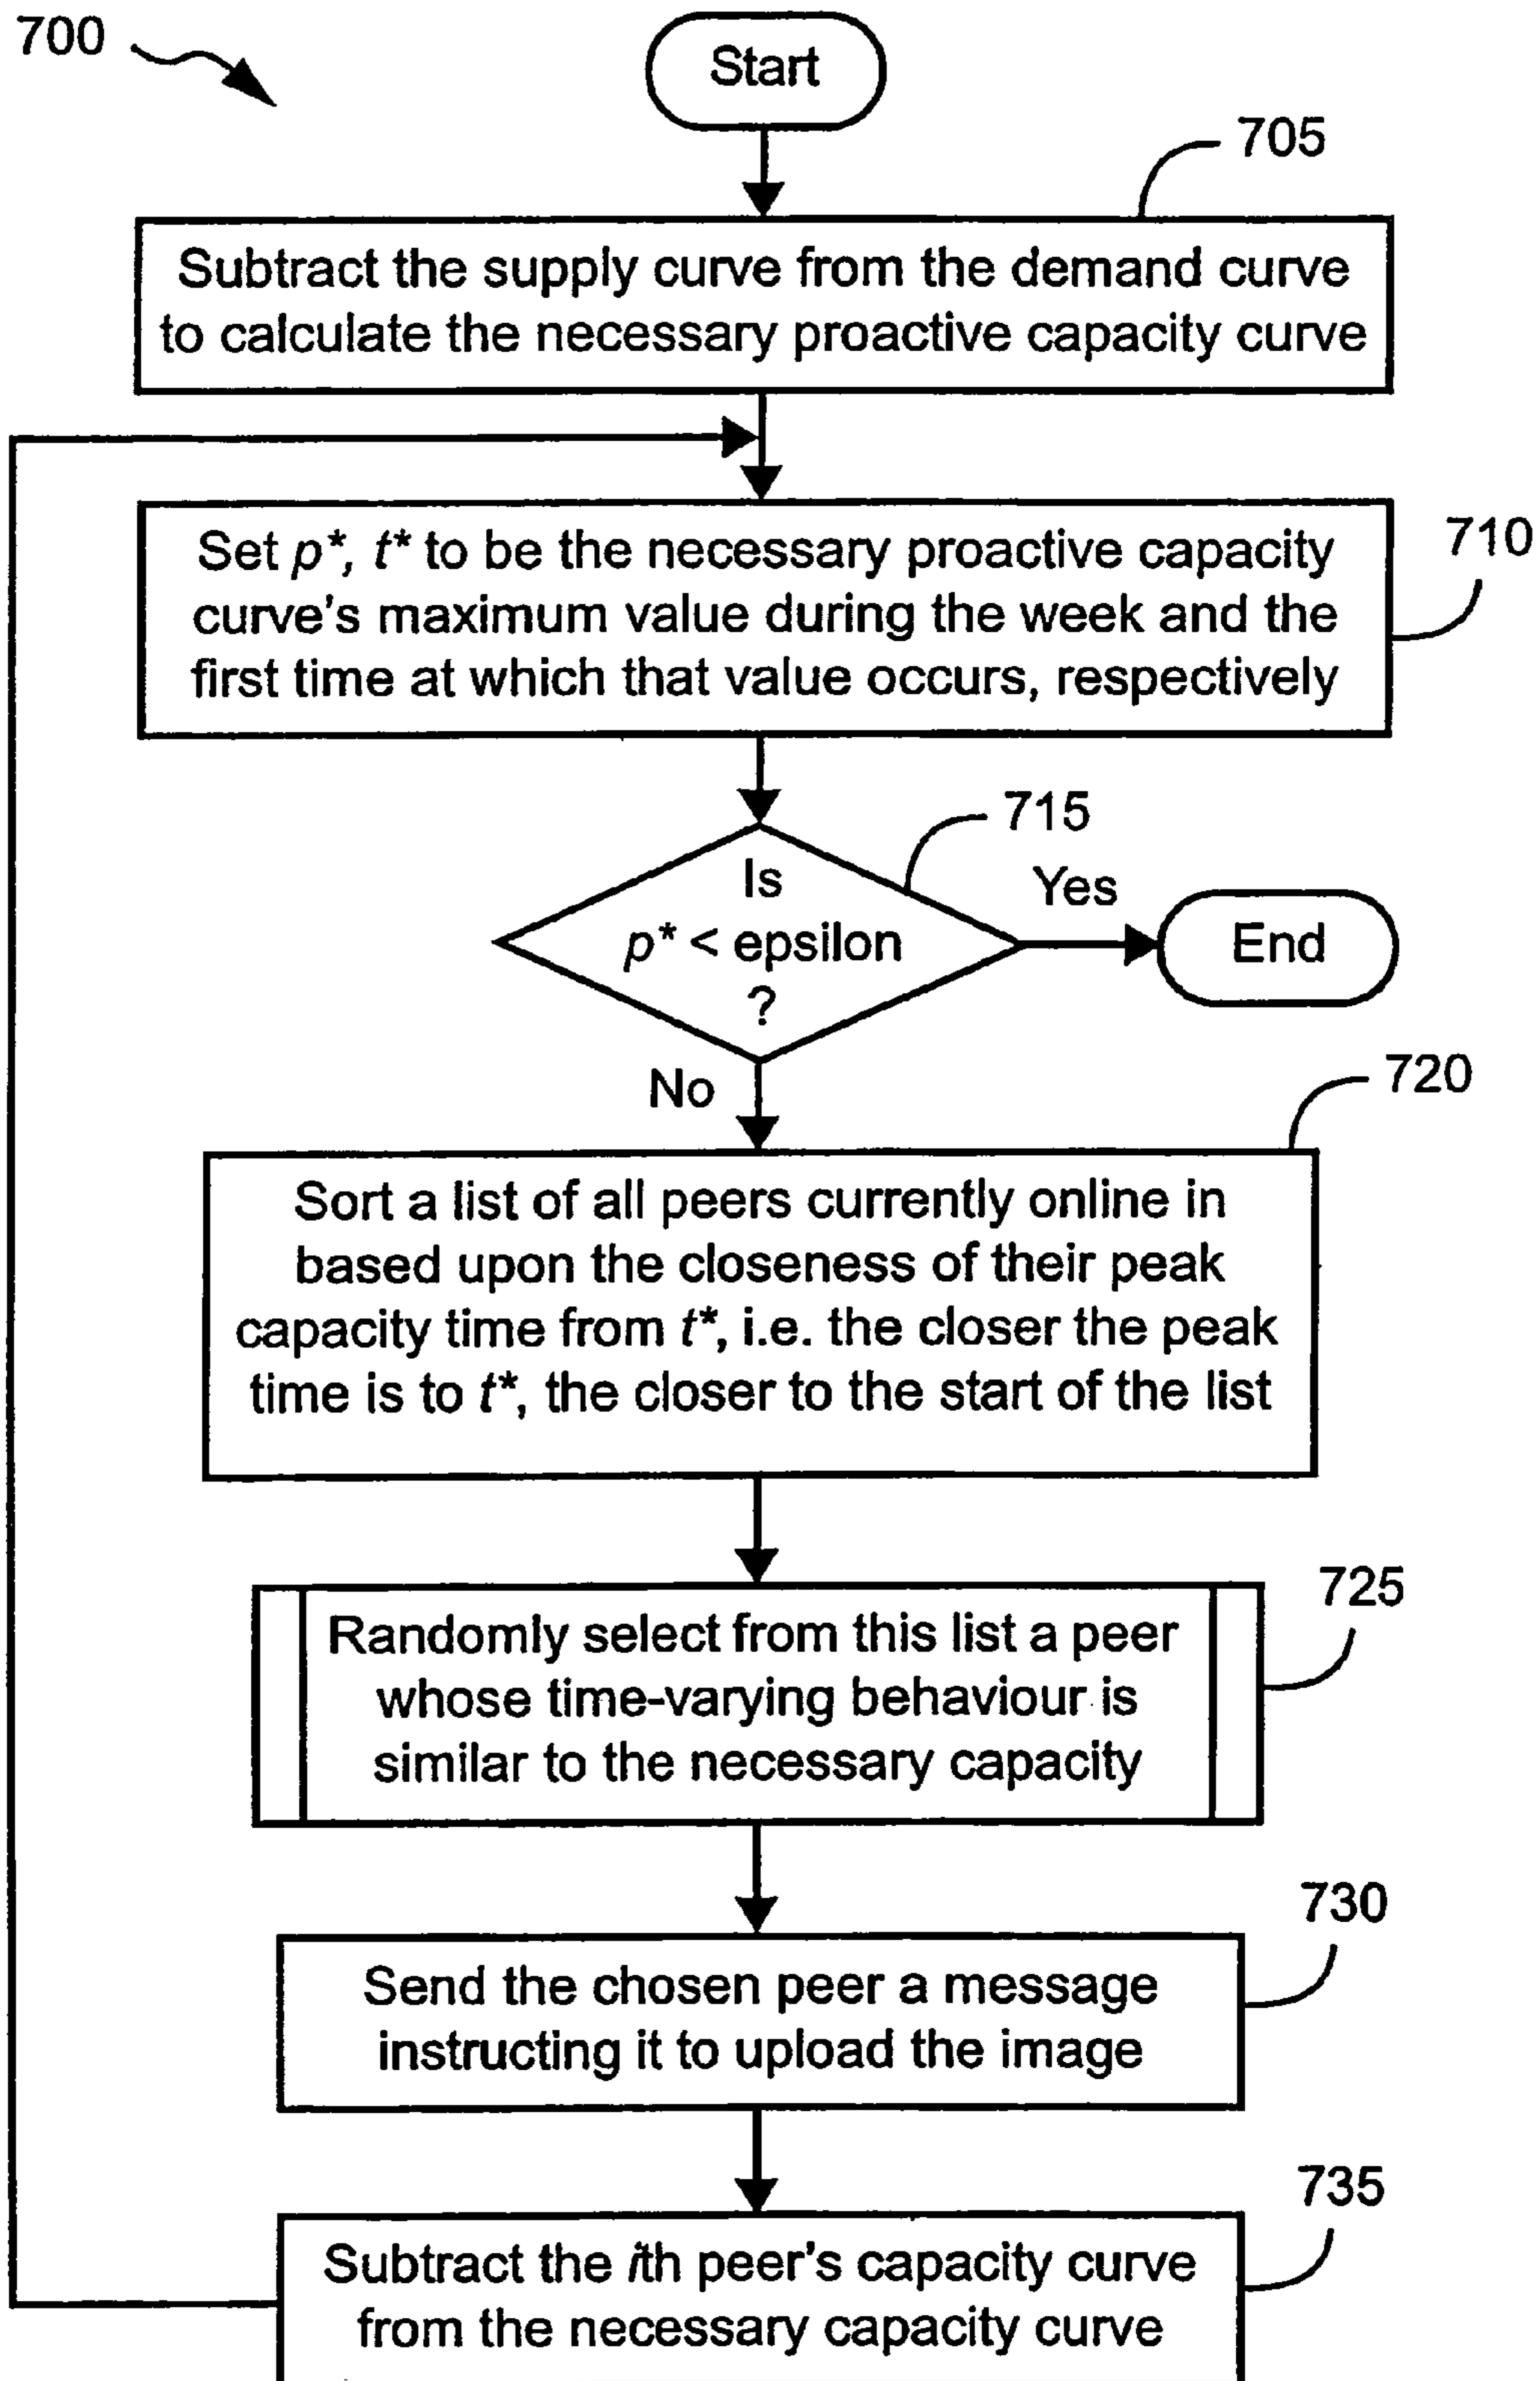 700
Start
705
Subtract the supply curve from the demand curve
to calculate the necessary proactive capacity curve
Set p*, t* to be the necessary proactive capacity
curve's maximum value during the week and the
first time at which that value occurs, respectively
710
715
Is
p* < epsilon
?
Yes
End
No
720
Sort a list of all peers currently online in
based upon the closeness of their peak
capacity time from t*, i.e. the closer the peak
time is to t*, the closer to the start of the list
725
Randomly select from this list a peer
whose time-varying behaviour is
similar to the necessary capacity
730
Send the chosen peer a message
instructing it to upload the image
735
Subtract the ith peer's capacity curve
from the necessary capacity curve